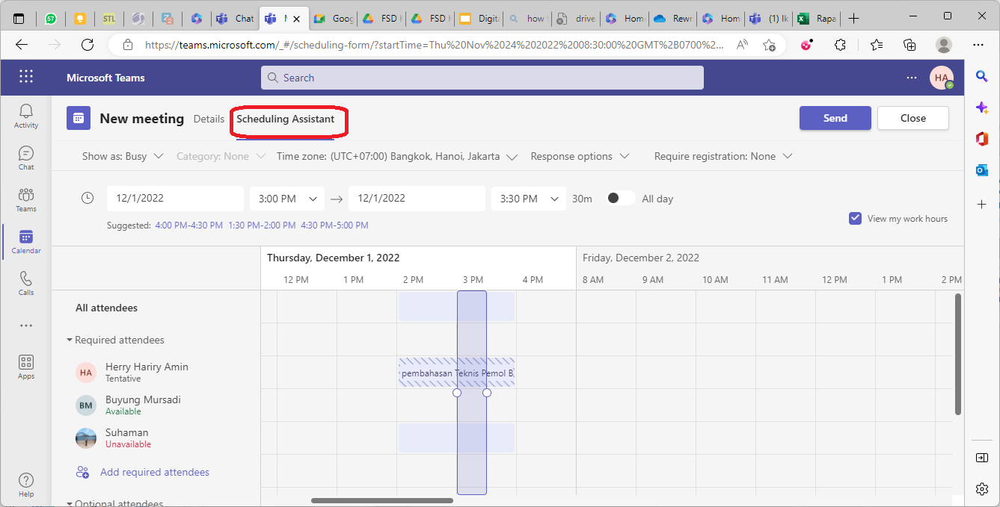 STL
Chat
Goog
FSD
FSD
Digita
how
drive
Home
Rewr
Hom
(1) Ik
Rapa
https://teams.microsoft.com/_#/scheduling-form/?startTime=Thu%20Nov%2024%202022%2008:30:00%20GMT%2B0700%2...
Microsoft Teams
Search
HA
Activity
Chat
Teams
Calendar
Calls
Apps
Help
New meeting
Details
Scheduling Assistant
Send
Close
Show as: Busy
Category: None
Time zone: (UTC+07:00) Bangkok, Hanoi, Jakarta
Response options
Require registration: None
12/1/2022
3:00 PM
12/1/2022
3:30 PM
30m
All day
Suggested: 4:00 PM-4:30 PM 1:30 PM-2:00 PM 4:30 PM-5:00 PM
View my work hours
Thursday, December 1, 2022
Friday, December 2, 2022
12 PM 1 PM 2 PM 3 PM 4 PM 8 AM 9 AM 10 AM 11 AM 12 PM 1 PM 2 PM
All attendees
Required attendees
HA
Herry Hariry Amin
Tentative
pembahasan Teknis Pemol B
BM
Buyung Mursadi
Available
Suhaman
Unavailable
Add required attendees
Optional attendees